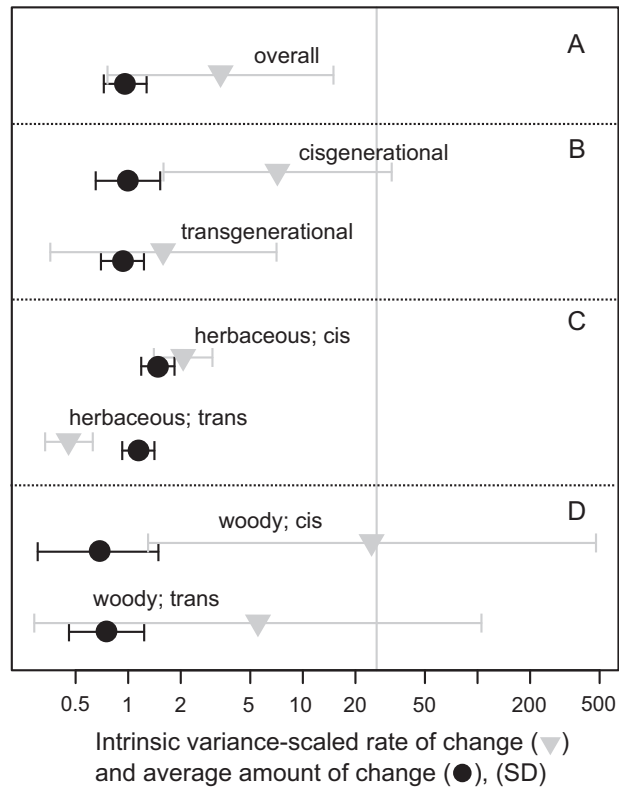 A
overall
B
cisgenerational
transgenerational
C
herbaceous; cis
herbaceous; trans
D
woody; cis
woody; trans
0.5 1 2 5 10 20 50 200 500
Intrinsic variance-scaled rate of change (▼)
and average amount of change (●), (SD)